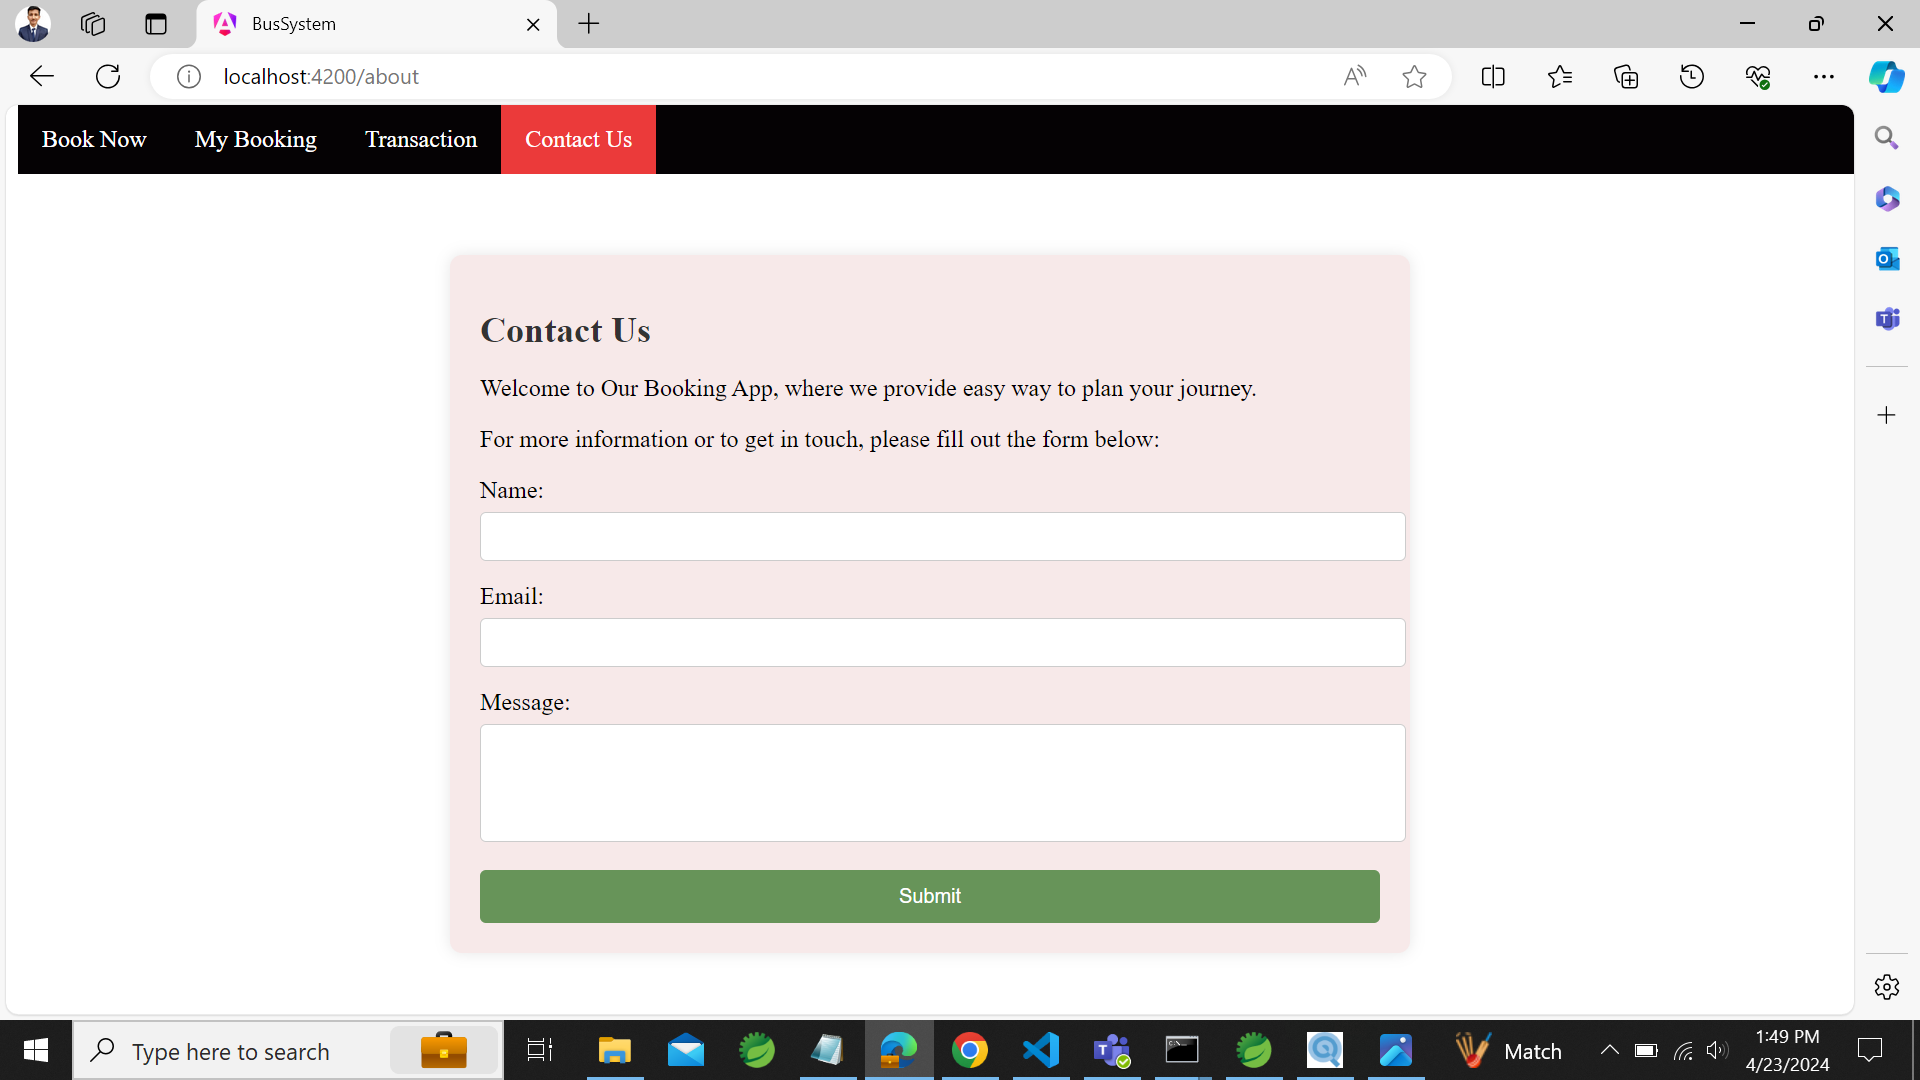 BusSystem
localhost:4200/about
Book Now My Booking Transaction Contact Us
Contact Us
Welcome to Our Booking App, where we provide easy way to plan your journey.
For more information or to get in touch, please fill out the form below:
Name:
Email:
Message:
Submit
Type here to search
Match
1:49 PM
4/23/2024